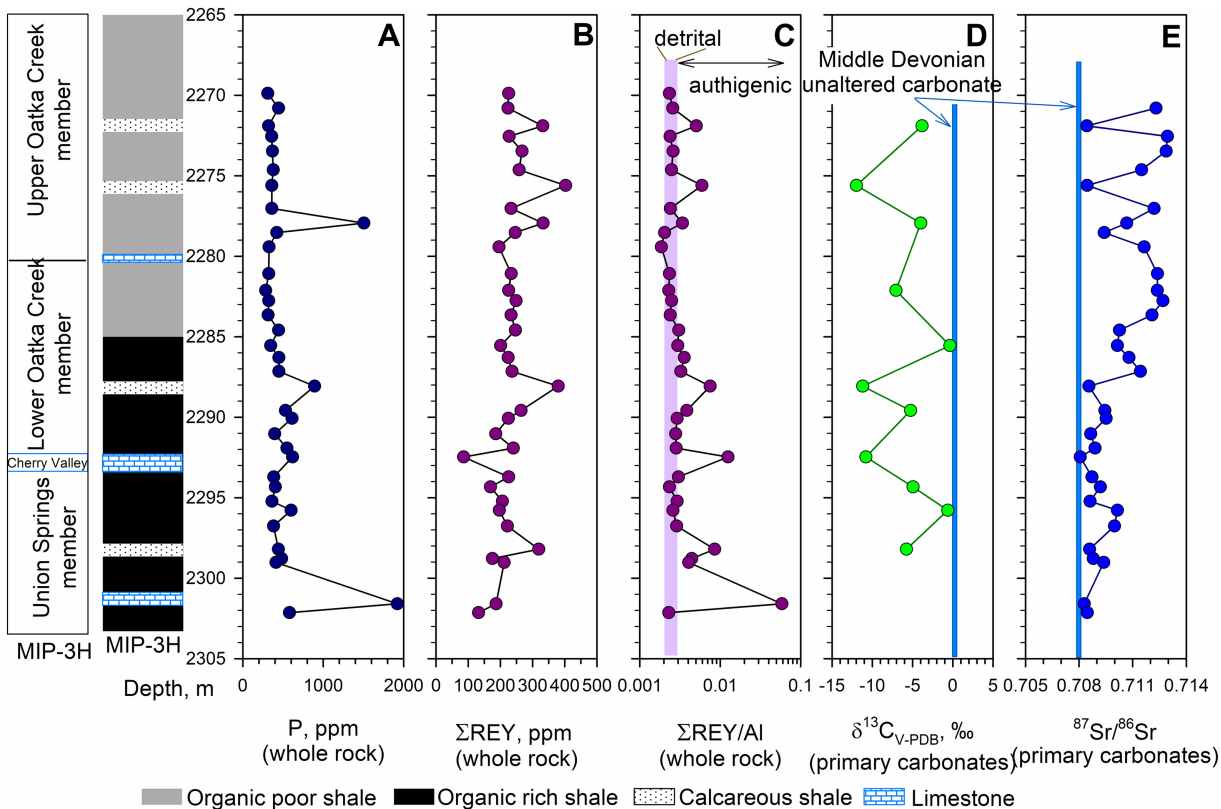 Upper Oatka Creek
member
Lower Oatka Creek
member
Cherry Valley
Union Springs
member
MIP-3H
MIP-3H
Depth, m
2265
2270
2275
2280
2285
2290
2295
2300
2305
A
0 1000 2000
P, ppm
(whole rock)
B
0 100 200 300 400 500
ΣREY, ppm
(whole rock)
C
detrital
authigenic
0.001 0.01 0.1
ΣREY/Al
(whole rock)
D
Middle Devonian
unaltered carbonate
-15 -10 -5 0 5
δ¹³C_V-PDB, ‰
(primary carbonates)
E
0.705 0.708 0.711 0.714
⁸⁷Sr/⁸⁶Sr
(primary carbonates)
Organic poor shale
Organic rich shale
Calcareous shale
Limestone